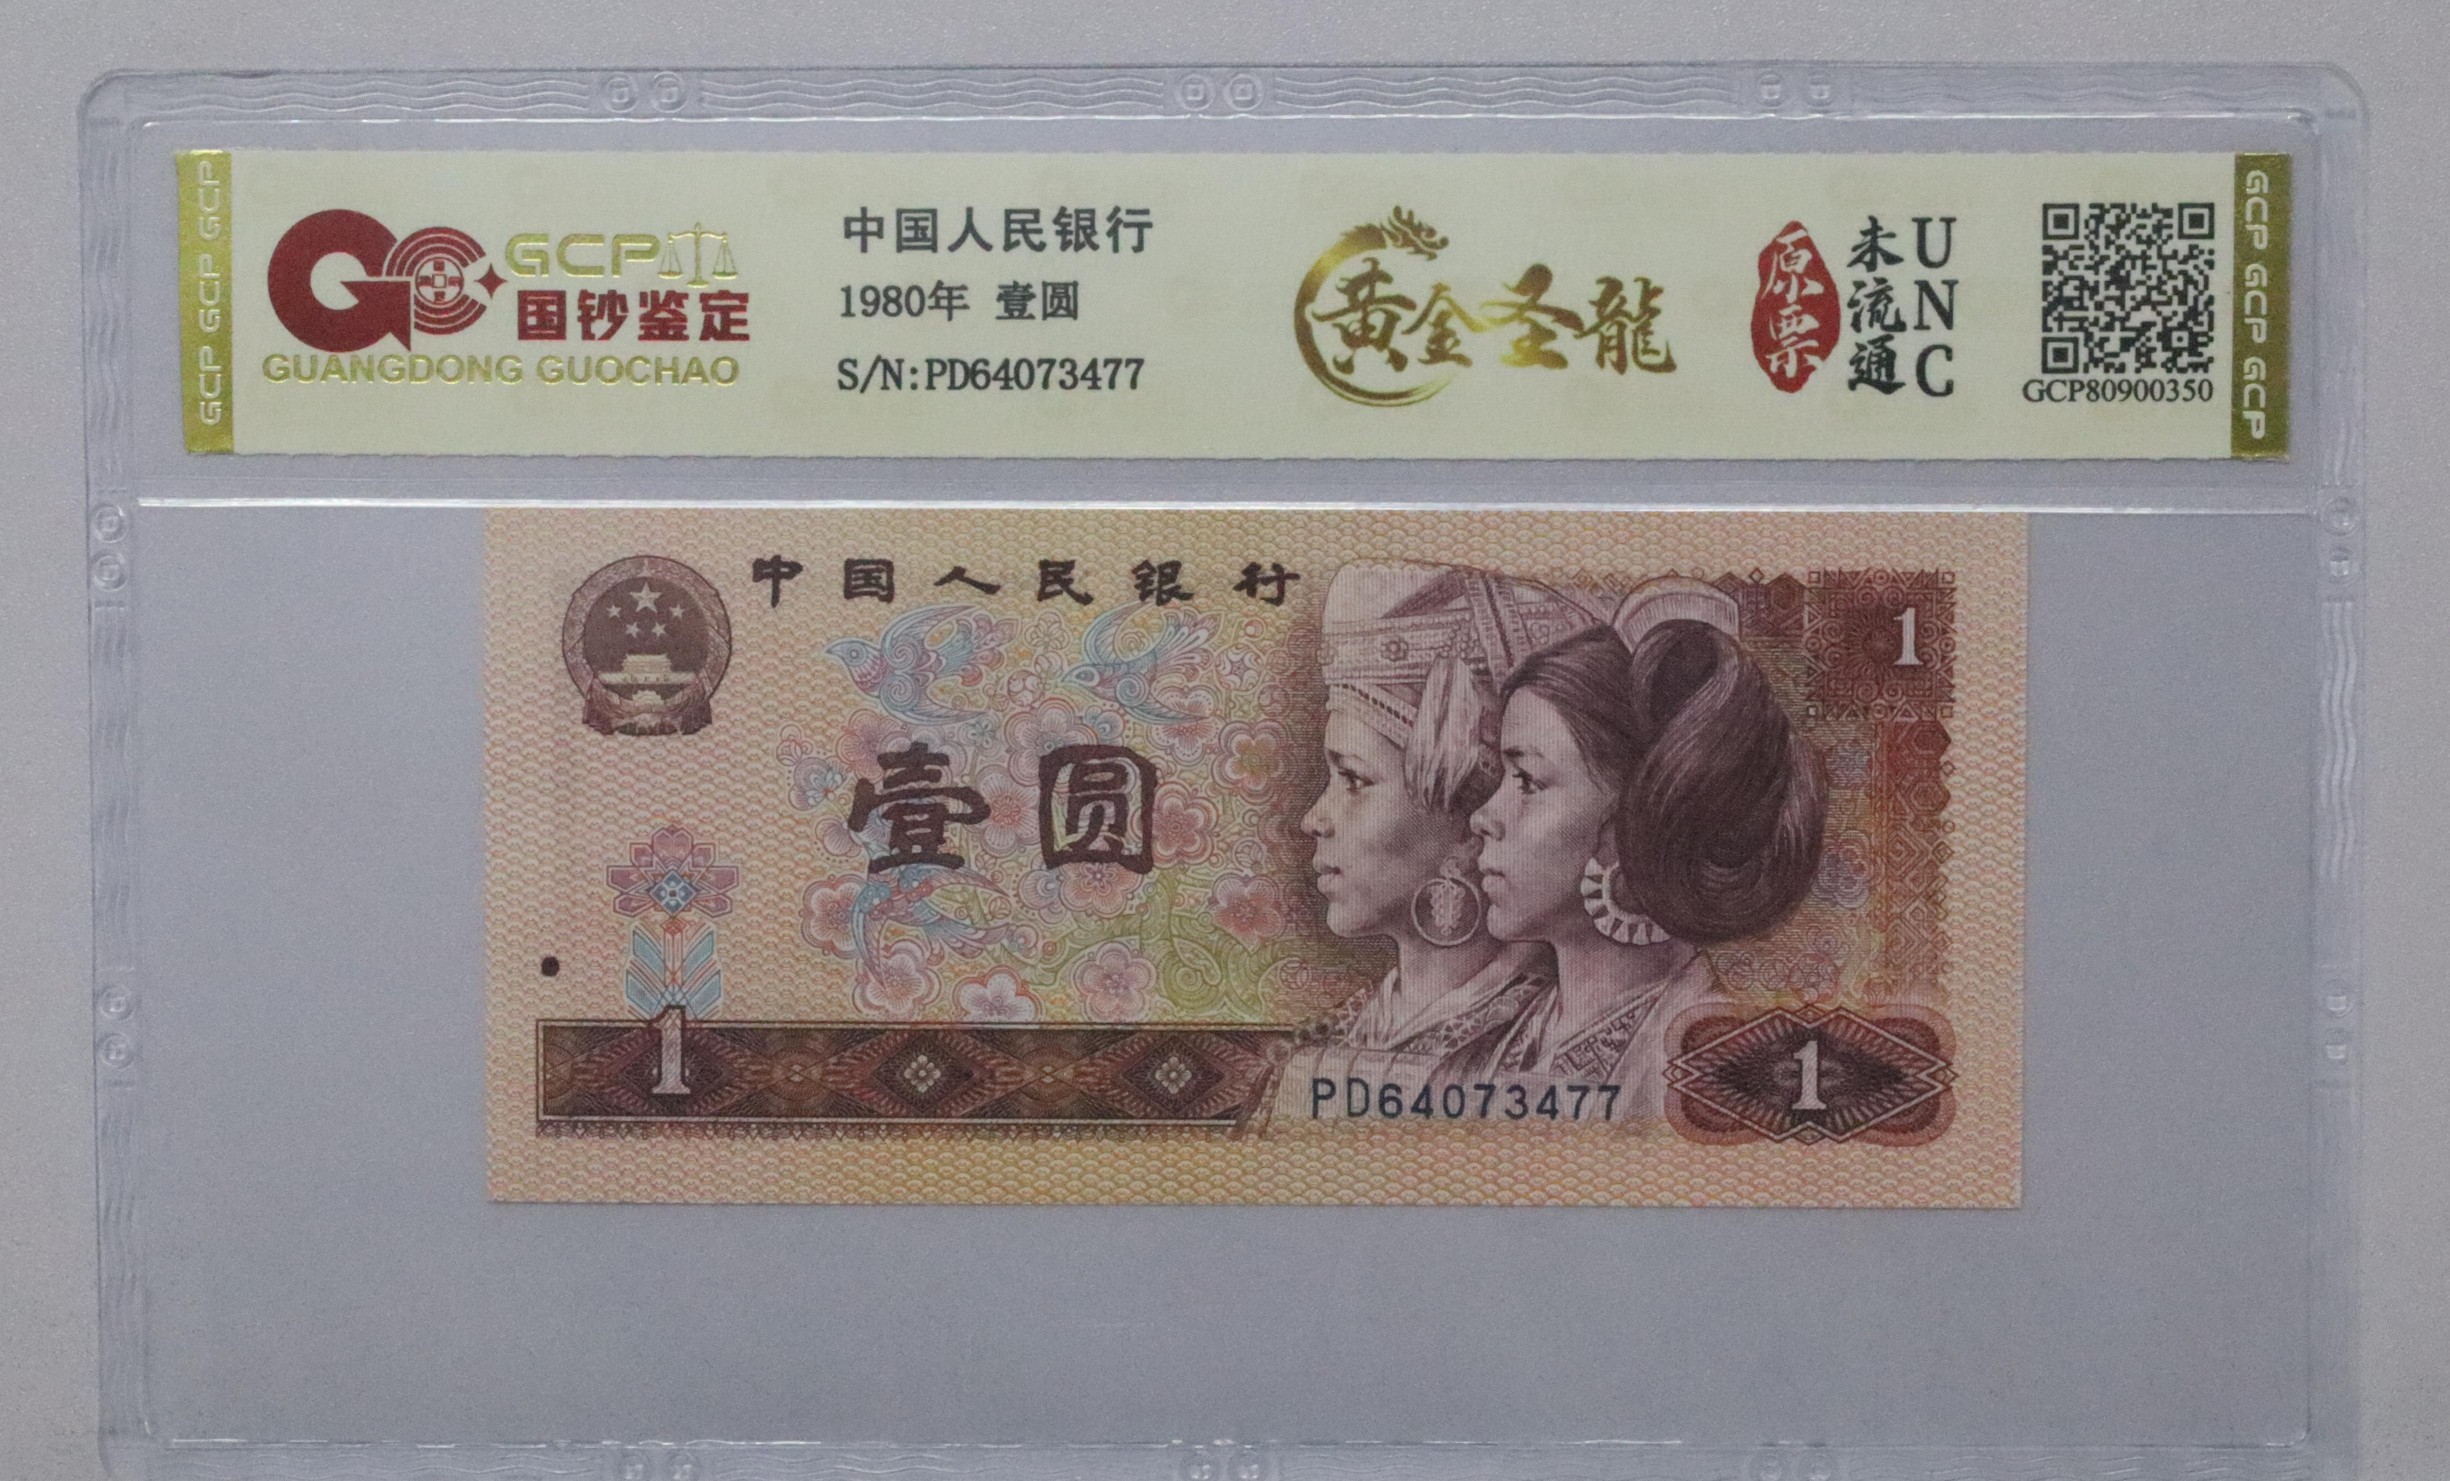 GCP GCP GCP
GCP
国钞鉴定
GUANGDONG GUOCHAO
中国人民银行
1980年 壹圆
S/N:PD64073477
黄金圣龍
原票
未流通
UNC
GCP80900350
GCP GCP GCP
中国人民银行
1
壹圆
1
PD64073477
1